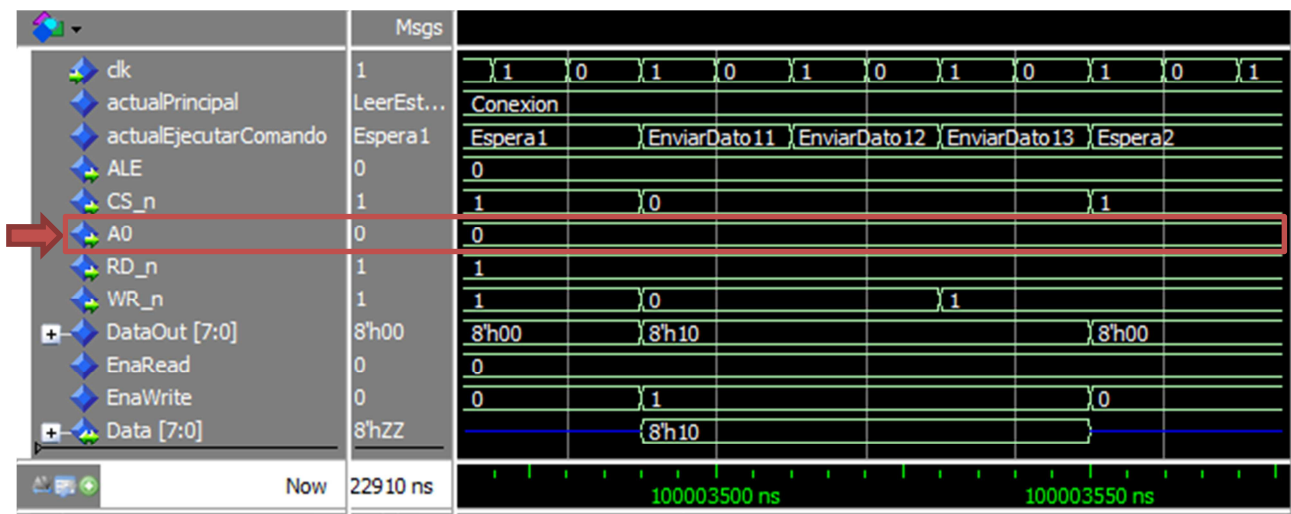 Msgs
clk 1 1 0 1 0 1 0 1 0 1 0 1
actualPrincipal LeerEst... Conexion
actualEjecutarComando Espera1 Espera1 EnviarDato11 EnviarDato12 EnviarDato13 Espera2
ALE 0 0
CS_n 1 1 0 1
A0 0 0
RD_n 1 1
WR_n 1 1 0 1
DataOut [7:0] 8'h00 8'h00 8'h10 8'h00
EnaRead 0 0
EnaWrite 0 0 1 0
Data [7:0] 8'hZZ 8'h10
Now 22910 ns 100003500 ns 100003550 ns